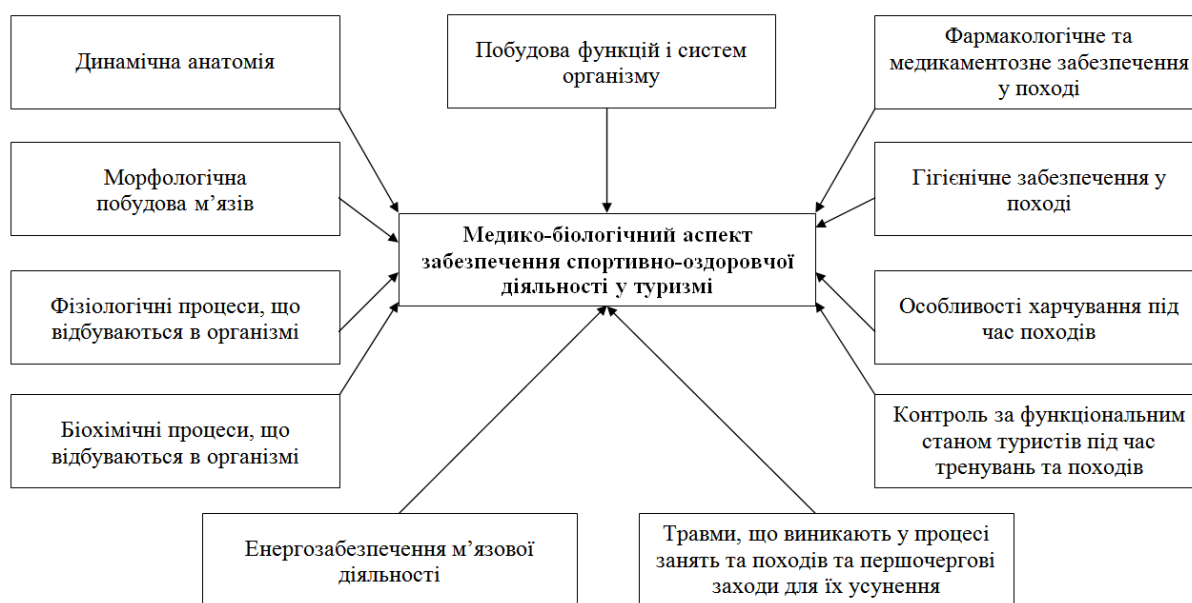 Динамічна анатомія
Побудова функцій і систем
організму
Фармакологічне та
медикаментозне забезпечення
у поході
Морфологічна
побудова м’язів
Гігієнічне забезпечення у
поході
Медико-біологічний аспект
забезпечення спортивно-оздоровчої
діяльності у туризмі
Фізіологічні процеси, що
відбуваються в організмі
Особливості харчування під
час походів
Біохімічні процеси, що
відбуваються в організмі
Контроль за функціональним
станом туристів під час
тренувань та походів
Енергозабезпечення м’язової
діяльності
Травми, що виникають у процесі
занять та походів та першочергові
заходи для їх усунення